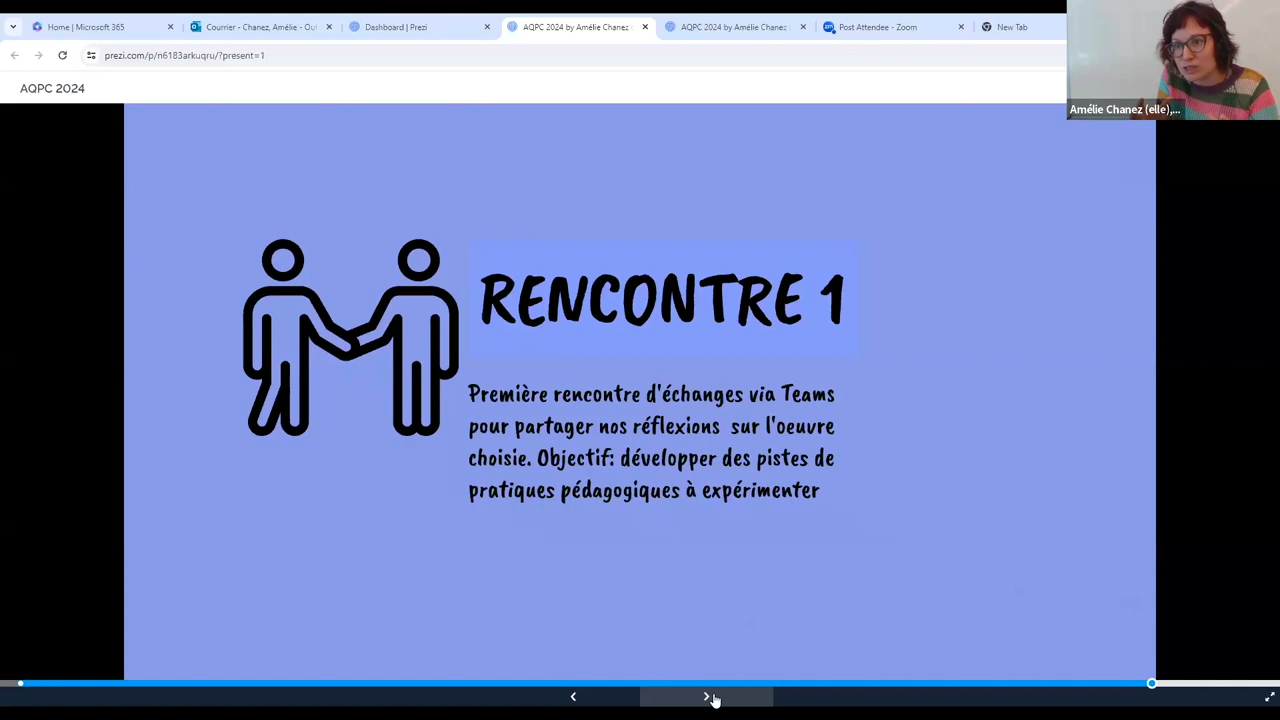 Home | Microsoft 365
Courrier - Chanez, Amélie - Out
Dashboard | Prezi
AQPC 2024 by Amélie Chanez
AQPC 2024 by Amélie Chanez
Post Attendee - Zoom
New Tab
prezi.com/p/n6183arkuqru/?present=1
AQPC 2024
Amélie Chanez (elle),...
RENCONTRE 1
Première rencontre d'échanges via Teams
pour partager nos réflexions sur l'oeuvre
choisie. Objectif: développer des pistes de
pratiques pédagogiques à expérimenter